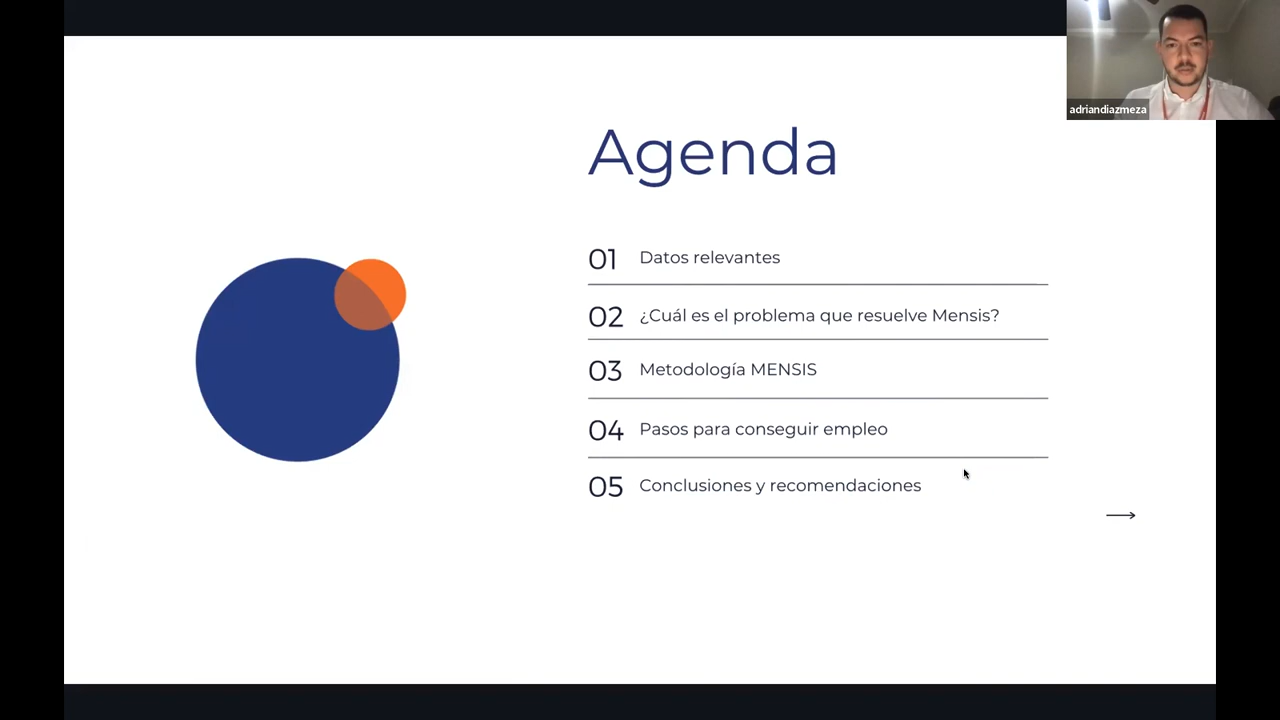 adriandiazmeza
Agenda
01 Datos relevantes
02 ¿Cuál es el problema que resuelve Mensis?
03 Metodología MENSIS
04 Pasos para conseguir empleo
05 Conclusiones y recomendaciones